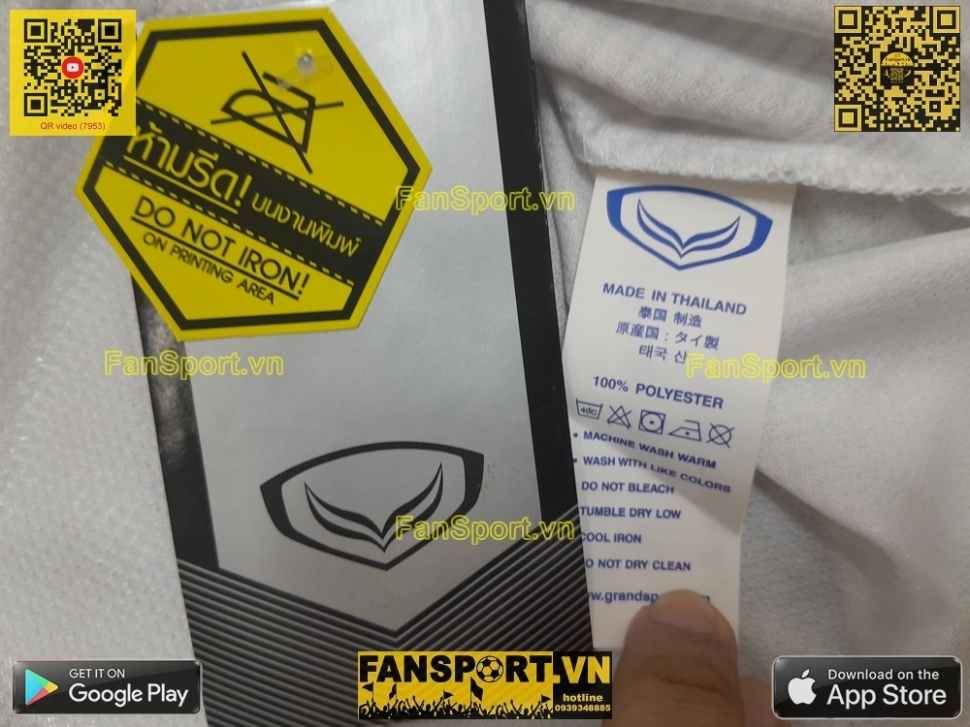 QR video (7953)
ห้ามรีด! บนงานพิมพ์
DO NOT IRON!
ON PRINTING AREA
FanSport.vn
FanSport.vn
FanSport.vn
FanSport.vn
MADE IN THAILAND
泰国 制造
原産国 : タイ製
태국 산
100% POLYESTER
40C
• MACHINE WASH WARM
• WASH WITH LIKE COLORS
DO NOT BLEACH
TUMBLE DRY LOW
COOL IRON
O NOT DRY CLEAN
w.grandsp
GET IT ON
Google Play
FANSPORT.VN
hotline
0939348885
Download on the
App Store